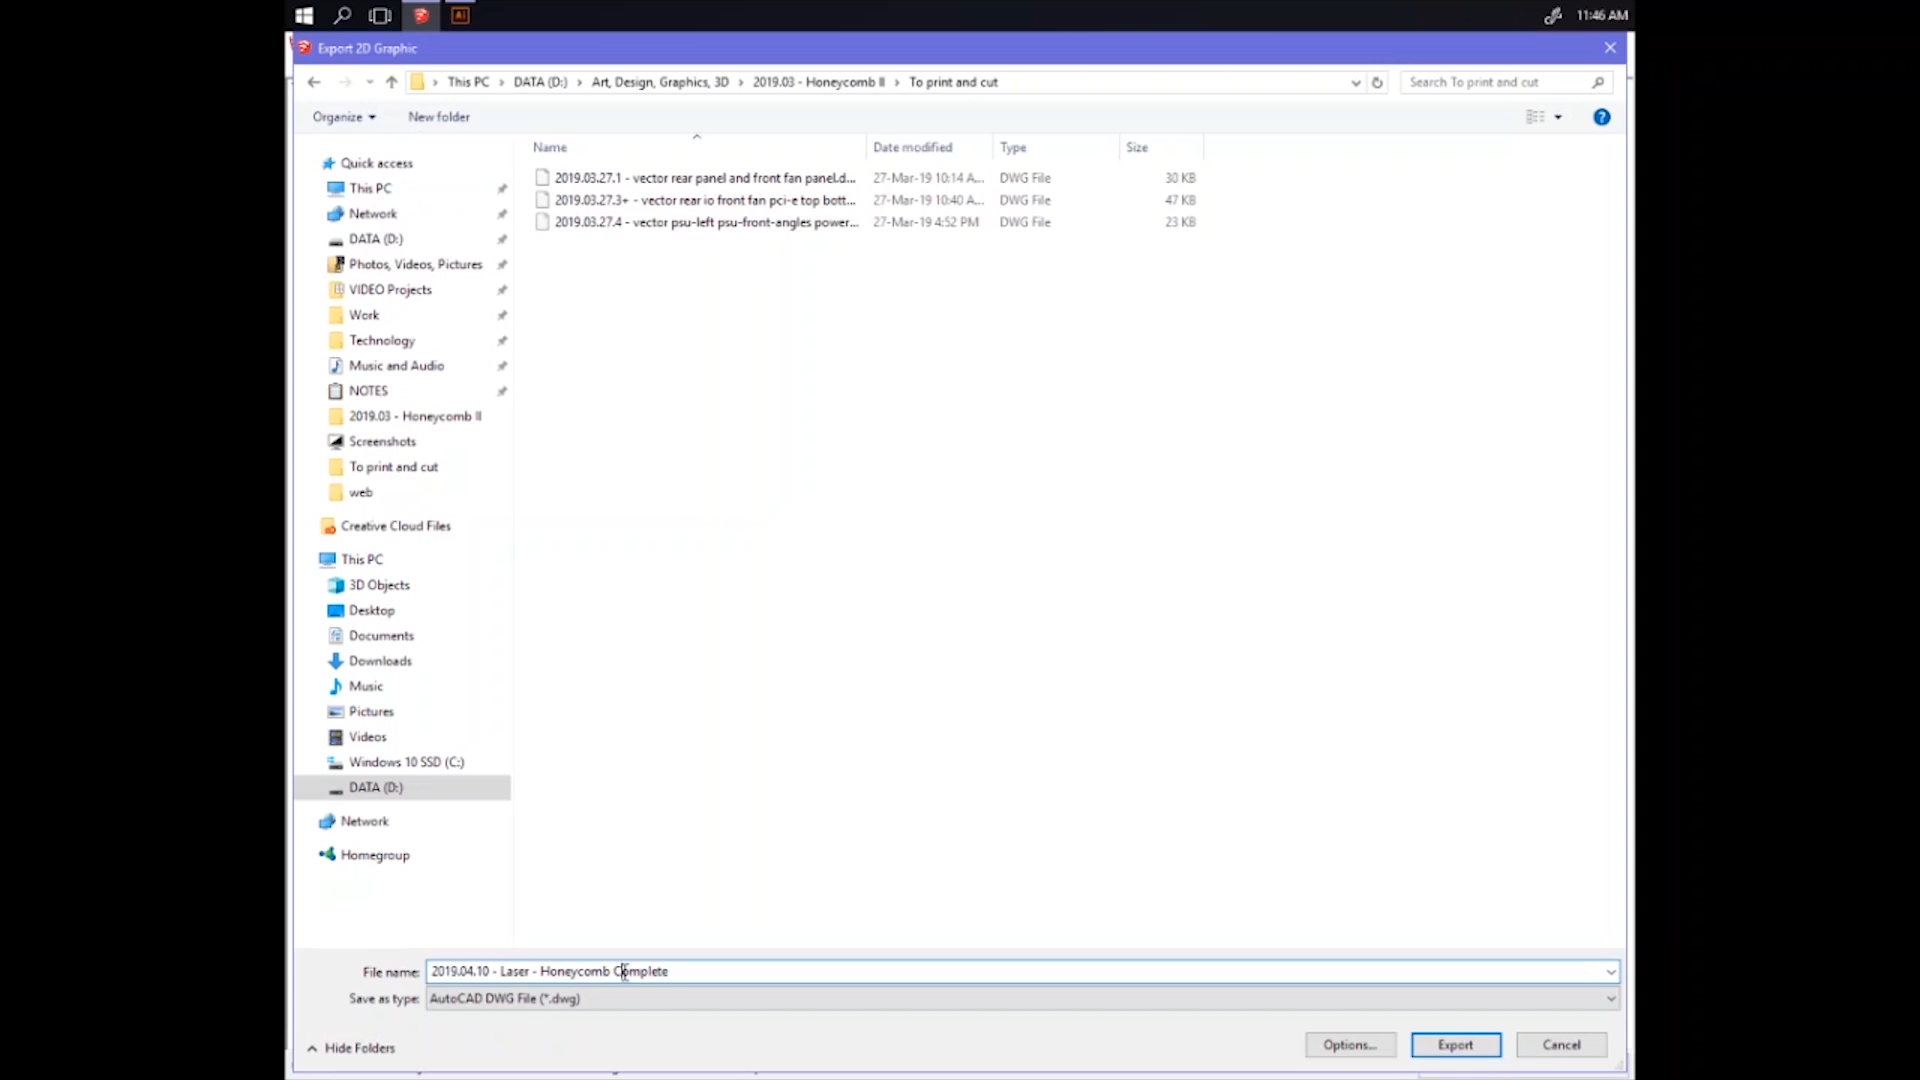 Ai
11:46 AM
Export 2D Graphic
This PC > DATA (D:) > Art, Design, Graphics, 3D > 2019.03 - Honeycomb II > To print and cut
Search To print and cut
Organize
New folder
Name
Date modified
Type
Size
2019.03.27.1 - vector rear panel and front fan panel.d... 27-Mar-19 10:14 A... DWG File 30 KB
2019.03.27.3+ - vector rear io front fan pci-e top bott... 27-Mar-19 10:40 A... DWG File 47 KB
2019.03.27.4 - vector psu-left psu-front-angles power... 27-Mar-19 4:52 PM DWG File 23 KB
Quick access
This PC
Network
DATA (D:)
Photos, Videos, Pictures
VIDEO Projects
Work
Technology
Music and Audio
NOTES
2019.03 - Honeycomb II
Screenshots
To print and cut
web
Creative Cloud Files
This PC
3D Objects
Desktop
Documents
Downloads
Music
Pictures
Videos
Windows 10 SSD (C:)
DATA (D:)
Network
Homegroup
File name: 2019.04.10 - Laser - Honeycomb Complete
Save as type: AutoCAD DWG File (*.dwg)
Hide Folders
Options...
Export
Cancel